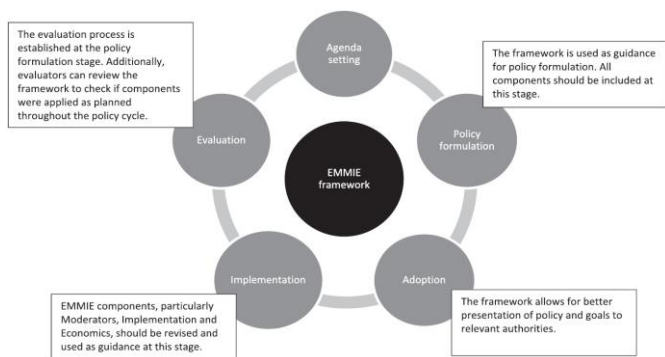 The evaluation process is
established at the policy
formulation stage. Additionally,
evaluators can review the
framework to check if components
were applied as planned
throughout the policy cycle.
Agenda
setting
The framework is used as guidance
for policy formulation. All
components should be included at
this stage.
Evaluation
Policy
formulation
EMMIE
framework
Implementation
Adoption
EMMIE components, particularly
Moderators, Implementation and
Economics, should be revised and
used as guidance at this stage.
The framework allows for better
presentation of policy and goals to
relevant authorities.